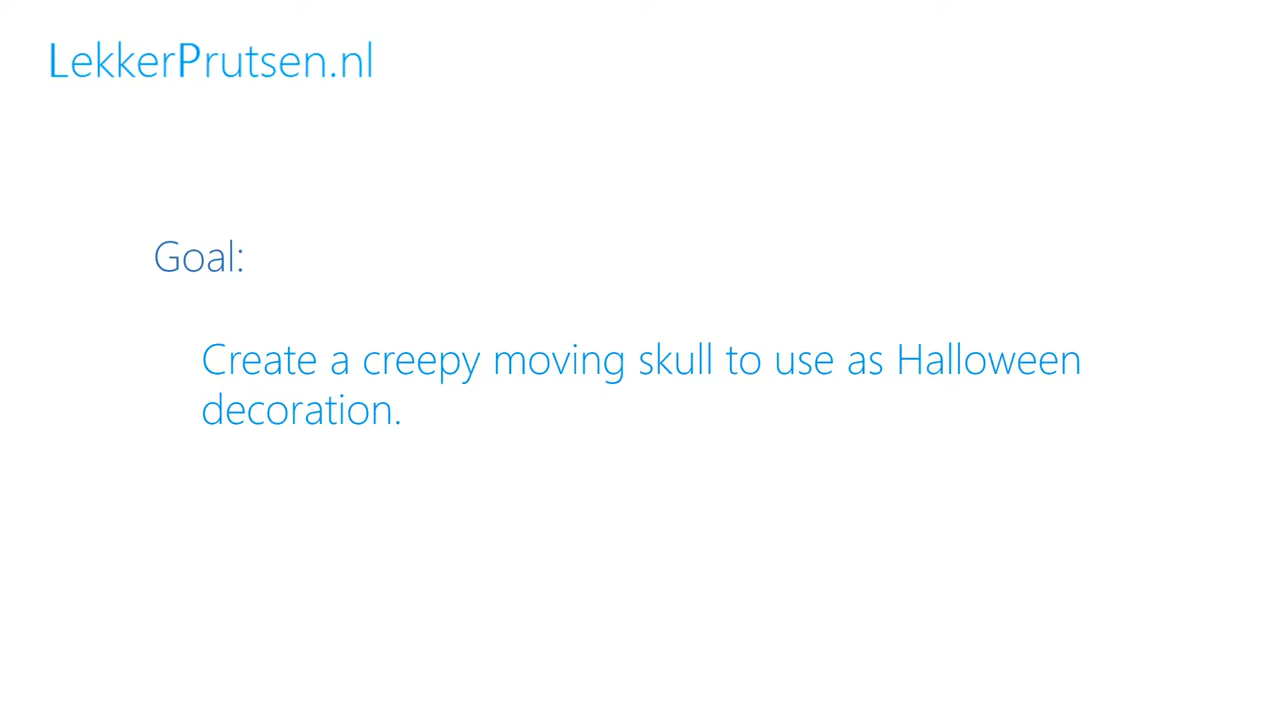 LekkerPrutsen.nl
Goal:
Create a creepy moving skull to use as Halloween
decoration.